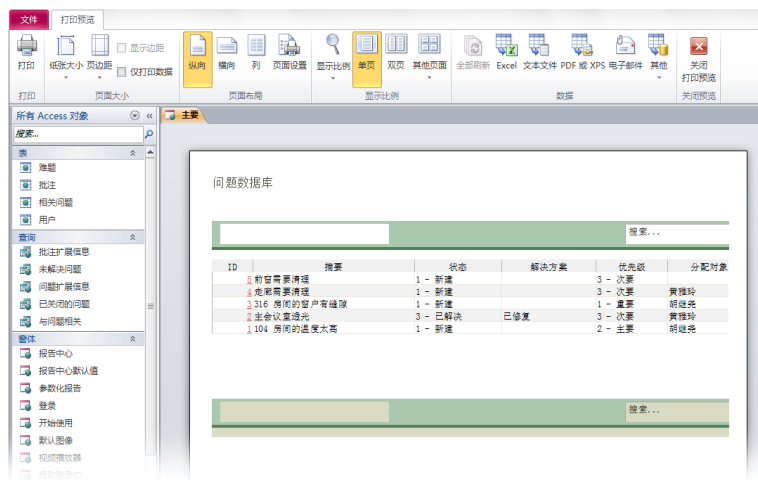 文件 打印预览
打印 纸张大小 页边距 显示边距 仅打印数据 纵向 横向 列 页面设置 显示比例 单页 双页 其他页面 全部刷新 Excel 文本文件 PDF 或 XPS 电子邮件 其他 关闭打印预览
打印 页面大小 页面布局 显示比例 数据 关闭预览
所有 Access 对象 « 主要
搜索...
表
难题
批注
相关问题
用户
查询
批注扩展信息
未解决问题
问题扩展信息
已关闭的问题
与问题相关
窗体
报告中心
报告中心默认值
参数化报告
登录
开始使用
默认图像
视频播放器
问题数据库
搜索...
ID 摘要 状态 解决方案 优先级 分配对象
5 前窗需要清理 1 - 新建 3 - 次要
4 走廊需要清理 1 - 新建 3 - 次要 黄雅玲
3 316 房间的窗户有缝隙 1 - 新建 1 - 重要 胡继尧
2 主会议室透光 3 - 已解决 已修复 3 - 次要 黄雅玲
1 104 房间的温度太高 1 - 新建 2 - 主要 胡继尧
搜索...